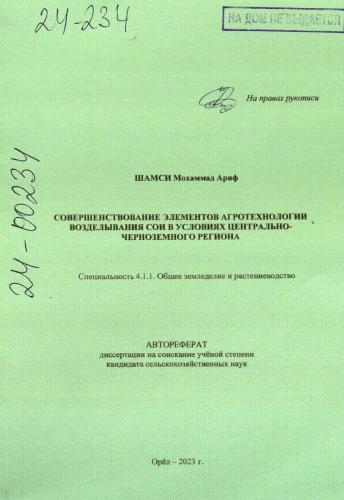 24-234
НА ДОМ НЕ ВЫДАЕТСЯ
На правах рукописи
24-00234
ШАМСИ Мохаммад Ариф
СОВЕРШЕНСТВОВАНИЕ ЭЛЕМЕНТОВ АГРОТЕХНОЛОГИИ
ВОЗДЕЛЫВАНИЯ СОИ В УСЛОВИЯХ ЦЕНТРАЛЬНО-
ЧЕРНОЗЕМНОГО РЕГИОНА
Специальность 4.1.1. Общее земледелие и растениеводство
АВТОРЕФЕРАТ
диссертации на соискание учёной степени
кандидата сельскохозяйственных наук
Орёл – 2023 г.